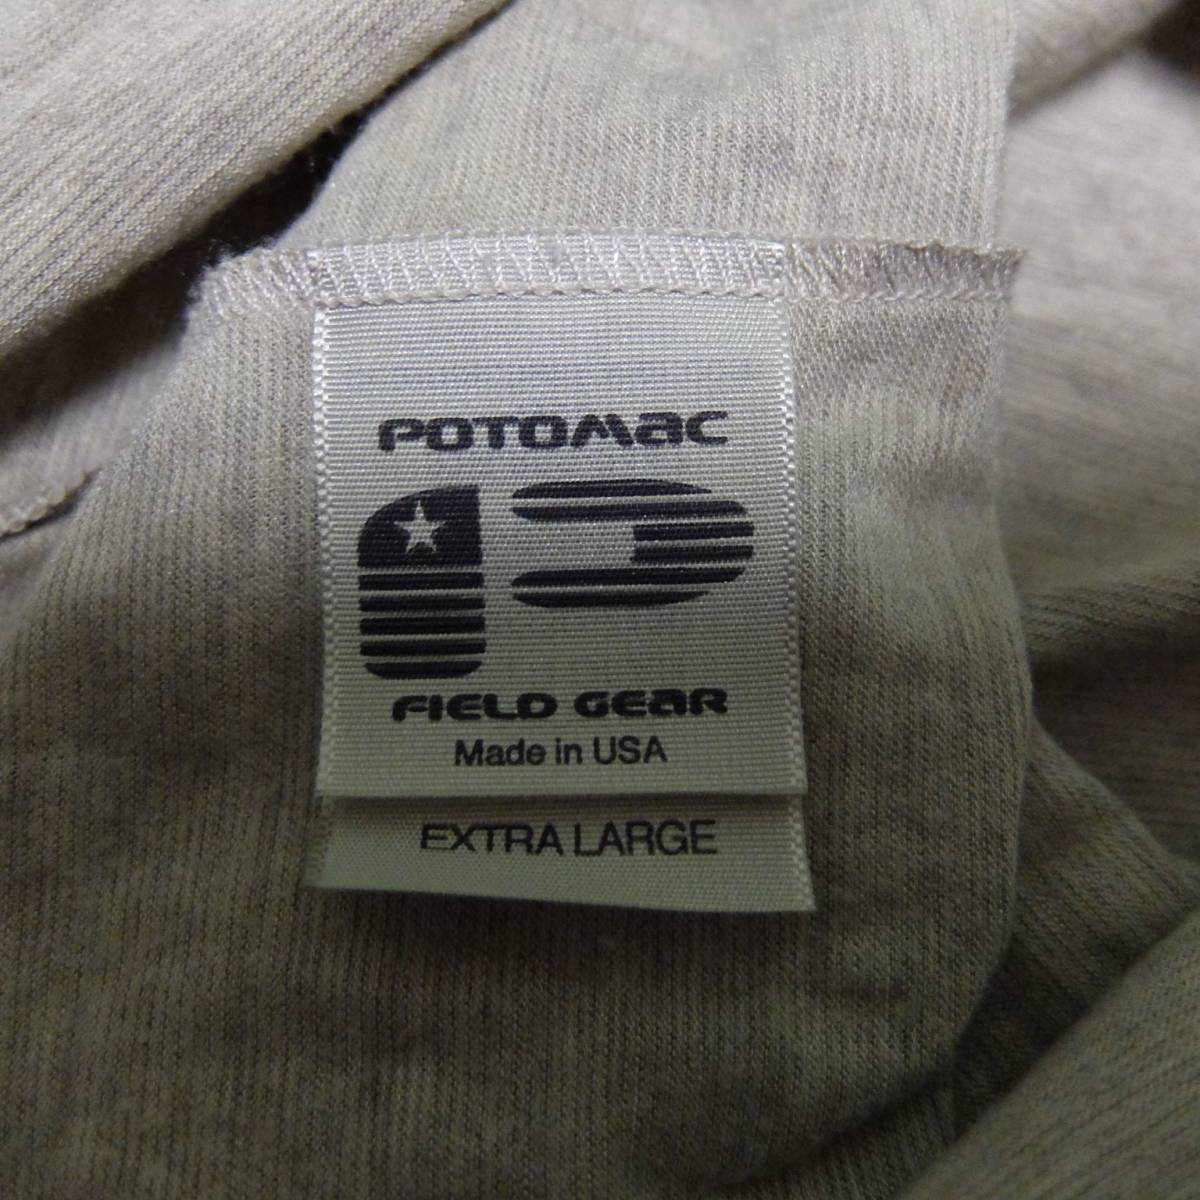 POTOMAC
FIELD GEAR
Made in USA
EXTRA LARGE